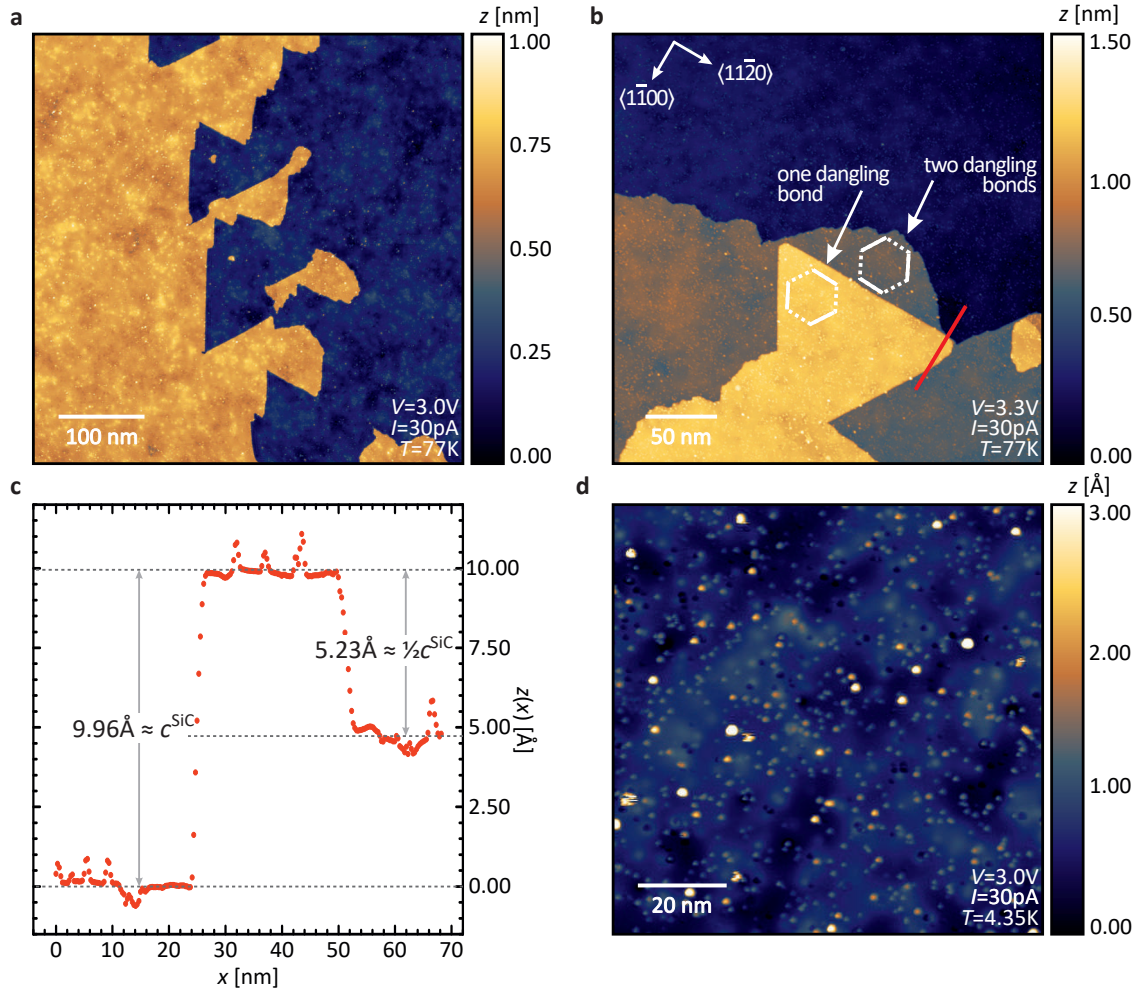 a
z [nm]
1.00
0.75
0.50
0.25
0.00
100 nm
V=3.0V
I=30pA
T=77K
b
z [nm]
1.50
1.00
0.50
0.00
⟨11̅00⟩
⟨112̅0⟩
one dangling
bond
two dangling
bonds
50 nm
V=3.3V
I=30pA
T=77K
c
10.00
7.50
5.00
2.50
0.00
z(x) [Å]
9.96Å ≈ c^SiC
5.23Å ≈ ½c^SiC
0 10 20 30 40 50 60 70
x [nm]
d
z [Å]
3.00
2.00
1.00
0.00
20 nm
V=3.0V
I=30pA
T=4.35K